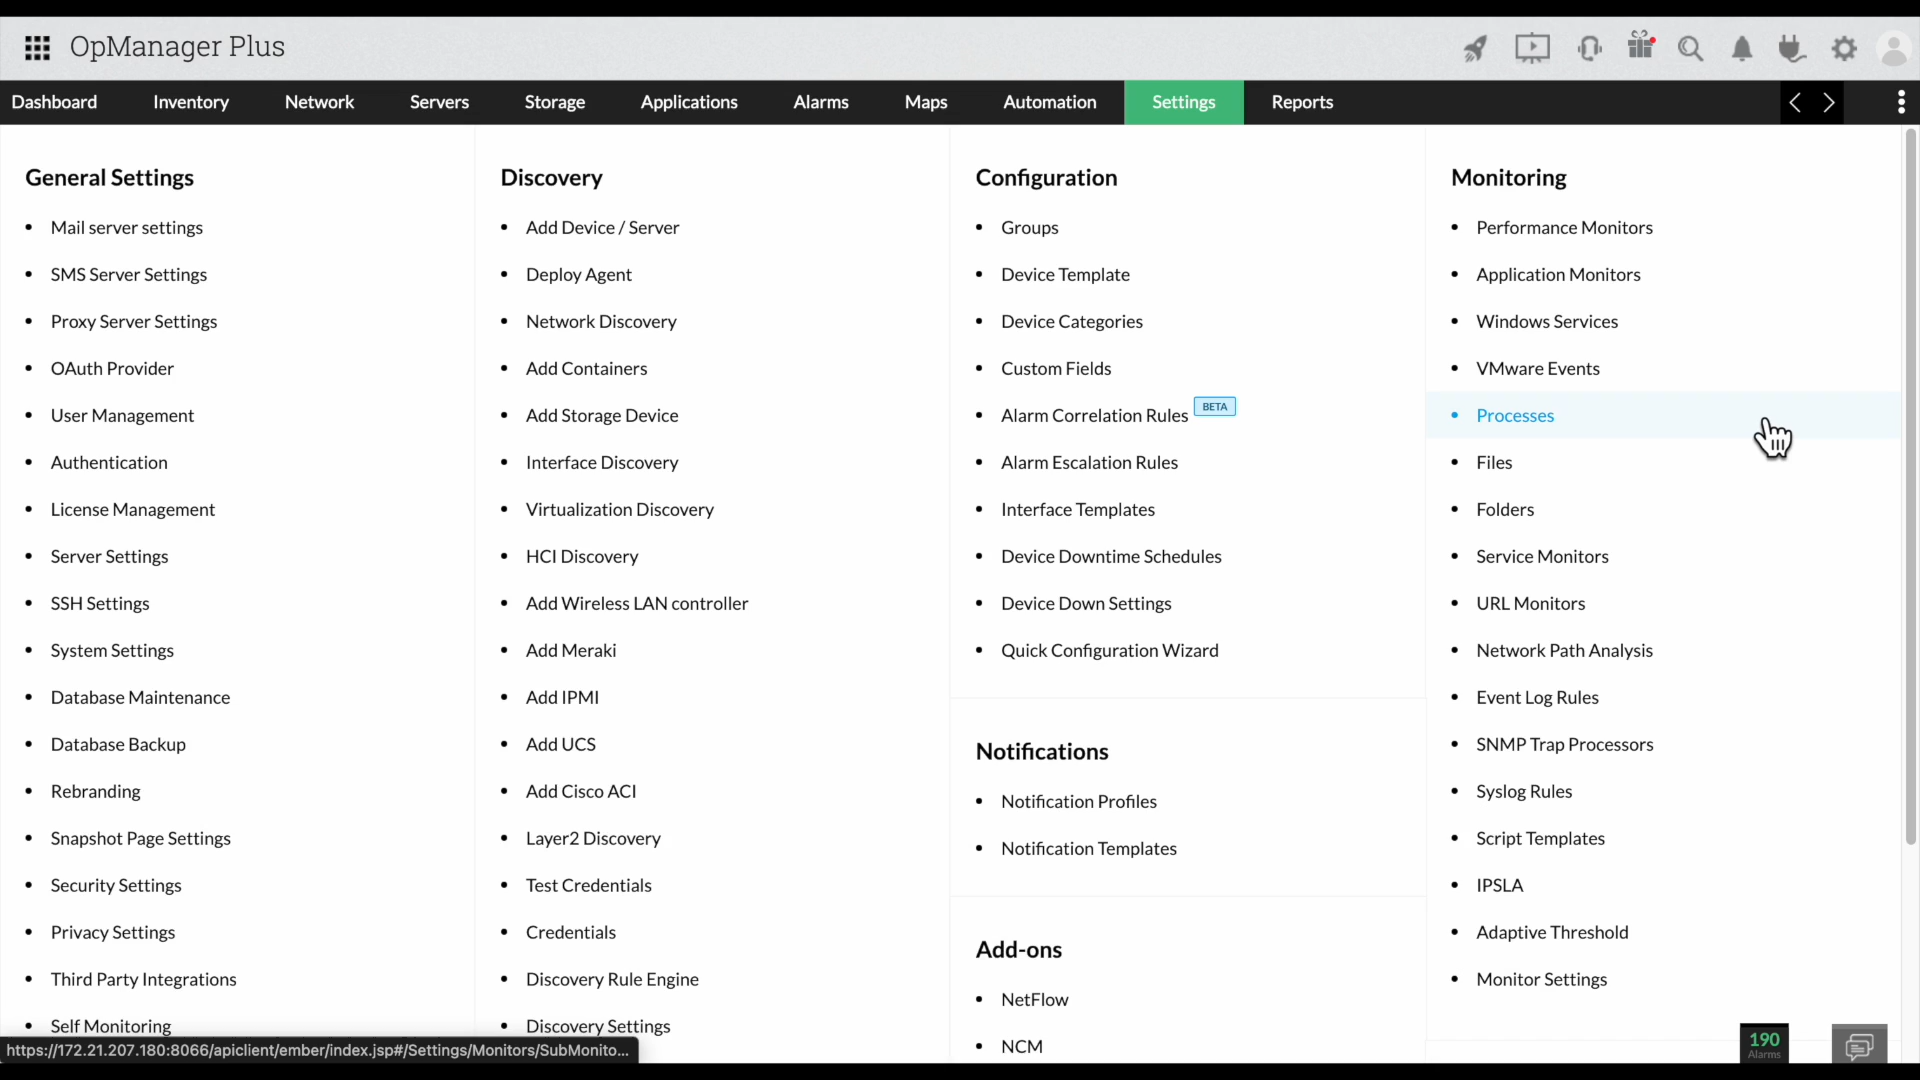 OpManager Plus
Dashboard Inventory Network Servers Storage Applications Alarms Maps Automation Settings Reports
General Settings
Mail server settings
SMS Server Settings
Proxy Server Settings
OAuth Provider
User Management
Authentication
License Management
Server Settings
SSH Settings
System Settings
Database Maintenance
Database Backup
Rebranding
Snapshot Page Settings
Security Settings
Privacy Settings
Third Party Integrations
Self Monitoring
Discovery
Add Device / Server
Deploy Agent
Network Discovery
Add Containers
Add Storage Device
Interface Discovery
Virtualization Discovery
HCI Discovery
Add Wireless LAN controller
Add Meraki
Add IPMI
Add UCS
Add Cisco ACI
Layer2 Discovery
Test Credentials
Credentials
Discovery Rule Engine
Discovery Settings
Configuration
Groups
Device Template
Device Categories
Custom Fields
Alarm Correlation Rules BETA
Alarm Escalation Rules
Interface Templates
Device Downtime Schedules
Device Down Settings
Quick Configuration Wizard
Notifications
Notification Profiles
Notification Templates
Add-ons
NetFlow
NCM
Monitoring
Performance Monitors
Application Monitors
Windows Services
VMware Events
Processes
Files
Folders
Service Monitors
URL Monitors
Network Path Analysis
Event Log Rules
SNMP Trap Processors
Syslog Rules
Script Templates
IPSLA
Adaptive Threshold
Monitor Settings
190
Alarms
https://172.21.207.180:8066/apiclient/ember/index.jsp#/Settings/Monitors/SubMonito...